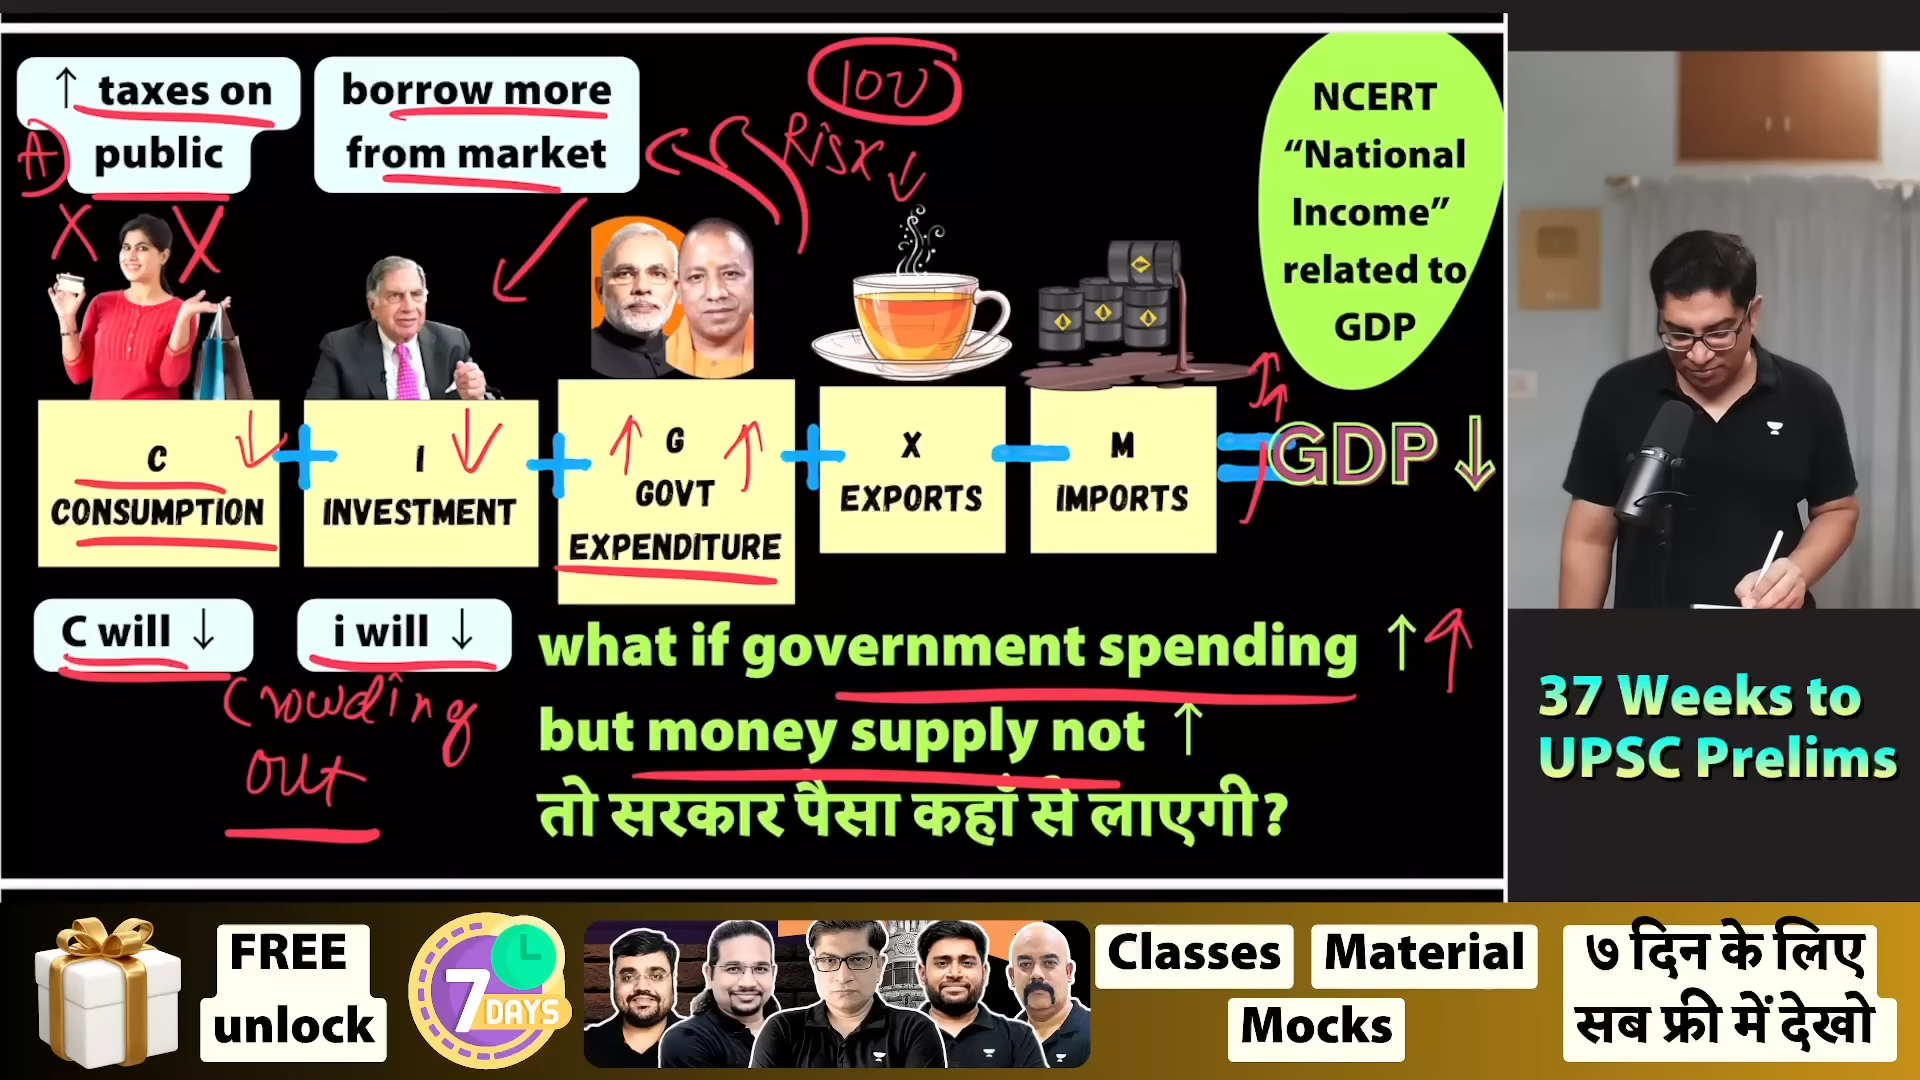 ↑ taxes on
public
A)
X X
borrow more
from market
100
Risk ↓
NCERT
“National
Income”
related to
GDP
C
CONSUMPTION
+
I
INVESTMENT
+
G
GOVT
EXPENDITURE
+
X
EXPORTS
–
M
IMPORTS
=
GDP ↓
C will ↓
i will ↓
Crowding
out
what if government spending ↑
but money supply not ↑
तो सरकार पैसा कहाँ से लाएगी?
37 Weeks to
UPSC Prelims
FREE
unlock
7 DAYS
Classes Material
Mocks
७ दिन के लिए
सब फ्री में देखो